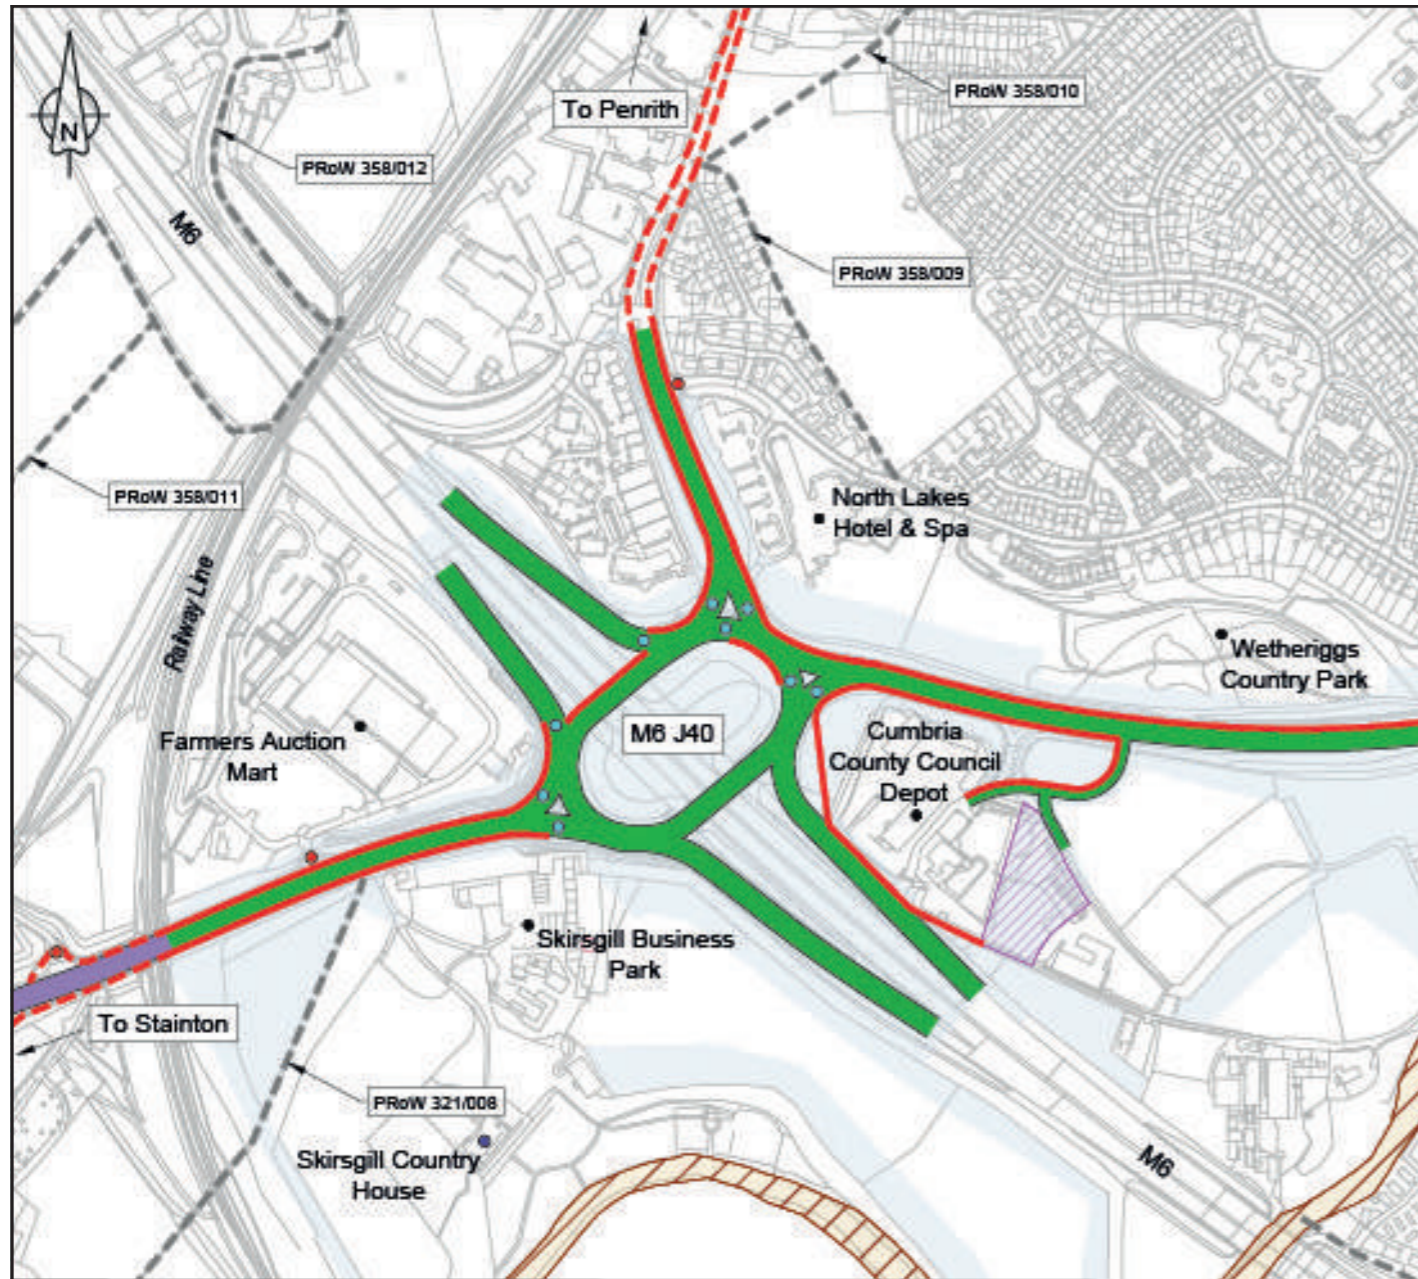 To Penrith
PRoW 358/010
N
PRoW 358/012
M6
PRoW 358/009
PRoW 358/011
North Lakes
Hotel & Spa
Railway Line
Wetheriggs
Country Park
Farmers Auction
Mart
M6 J40
Cumbria
County Council
Depot
Skirsgill Business
Park
To Stainton
PRoW 321/008
Skirsgill Country
House
M6